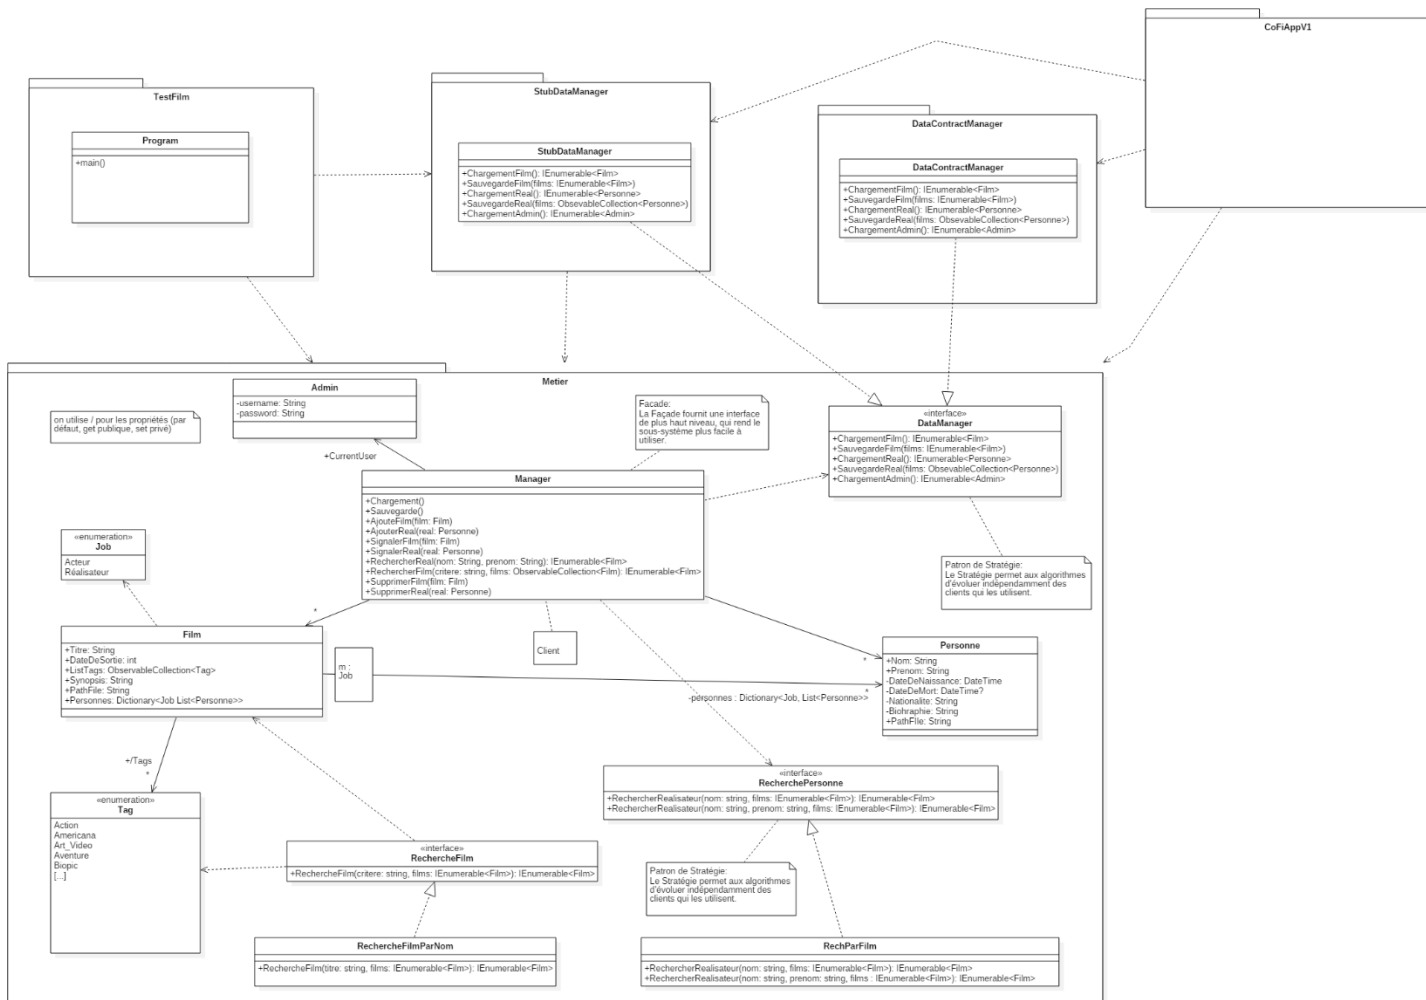 CoFiAppV1
TestFilm
Program
+main()
StubDataManager
StubDataManager
+ChargementFilm(): IEnumerable<Film>
+SauvegardeFilm(films: IEnumerable<Film>)
+ChargementReal(): IEnumerable<Personne>
+SauvegardeReal(films: ObsevableCollection<Personne>)
+ChargementAdmin(): IEnumerable<Admin>
DataContractManager
DataContractManager
+ChargementFilm(): IEnumerable<Film>
+SauvegardeFilm(films: IEnumerable<Film>)
+ChargementReal(): IEnumerable<Personne>
+SauvegardeReal(films: ObsevableCollection<Personne>)
+ChargementAdmin(): IEnumerable<Admin>
Metier
on utilise / pour les propriétés (par
défaut, get publique, set privé)
Admin
-username: String
-password: String
+CurrentUser
Facade:
La Façade fournit une interface
de plus haut niveau, qui rend le
sous-système plus facile à
utiliser.
«interface»
DataManager
+ChargementFilm(): IEnumerable<Film>
+SauvegardeFilm(films: IEnumerable<Film>)
+ChargementReal(): IEnumerable<Personne>
+SauvegardeReal(films: ObsevableCollection<Personne>)
+ChargementAdmin(): IEnumerable<Admin>
Manager
+Chargement()
+Sauvegarde()
+AjouteFilm(film: Film)
+AjouterReal(real: Personne)
+SignalerFilm(film: Film)
+SignalerReal(real: Personne)
+RechercherReal(nom: String, prenom: String): IEnumerable<Film>
+RechercherFilm(critere: string, films: ObservableCollection<Film): IEnumerable<Film>
+SupprimerFilm(film: Film)
+SupprimerReal(real: Personne)
«enumeration»
Job
Acteur
Réalisateur
Patron de Stratégie:
Le Stratégie permet aux algorithmes
d'évoluer indépendamment des
clients qui les utilisent.
*
Film
+Titre: String
+DateDeSortie: int
+ListTags: ObservableCollection<Tag>
+Synopsis: String
+PathFile: String
+Personnes: Dictionary<Job List<Personne>>
m :
Job
Client
*
Personne
+Nom: String
+Prenom: String
-DateDeNaissance: DateTime
-DateDeMort: DateTime?
-Nationalite: String
-Biohraphie: String
+PathFIle: String
*
-personnes : Dictionary<Job, List<Personne>>
+/Tags
*
«enumeration»
Tag
Action
Americana
Art_Video
Aventure
Biopic
[...]
«interface»
RecherchePersonne
+RechercherRealisateur(nom: string, films: IEnumerable<Film>): IEnumerable<Film>
+RechercherRealisateur(nom: string, prenom: string, films: IEnumerable<Film>): IEnumerable<Film>
«interface»
RechercheFilm
+RechercheFilm(critere: string, films: IEnumerable<Film>): IEnumerable<Film>
Patron de Stratégie:
Le Stratégie permet aux algorithmes
d'évoluer indépendamment des
clients qui les utilisent.
RechercheFilmParNom
+RechercheFilm(titre: string, films: IEnumerable<Film>): IEnumerable<Film>
RechParFilm
+RechercherRealisateur(nom: string, films: IEnumerable<Film>): IEnumerable<Film>
+RechercherRealisateur(nom: string, prenom: string, films : IEnumerable<Film>): IEnumerable<Film>